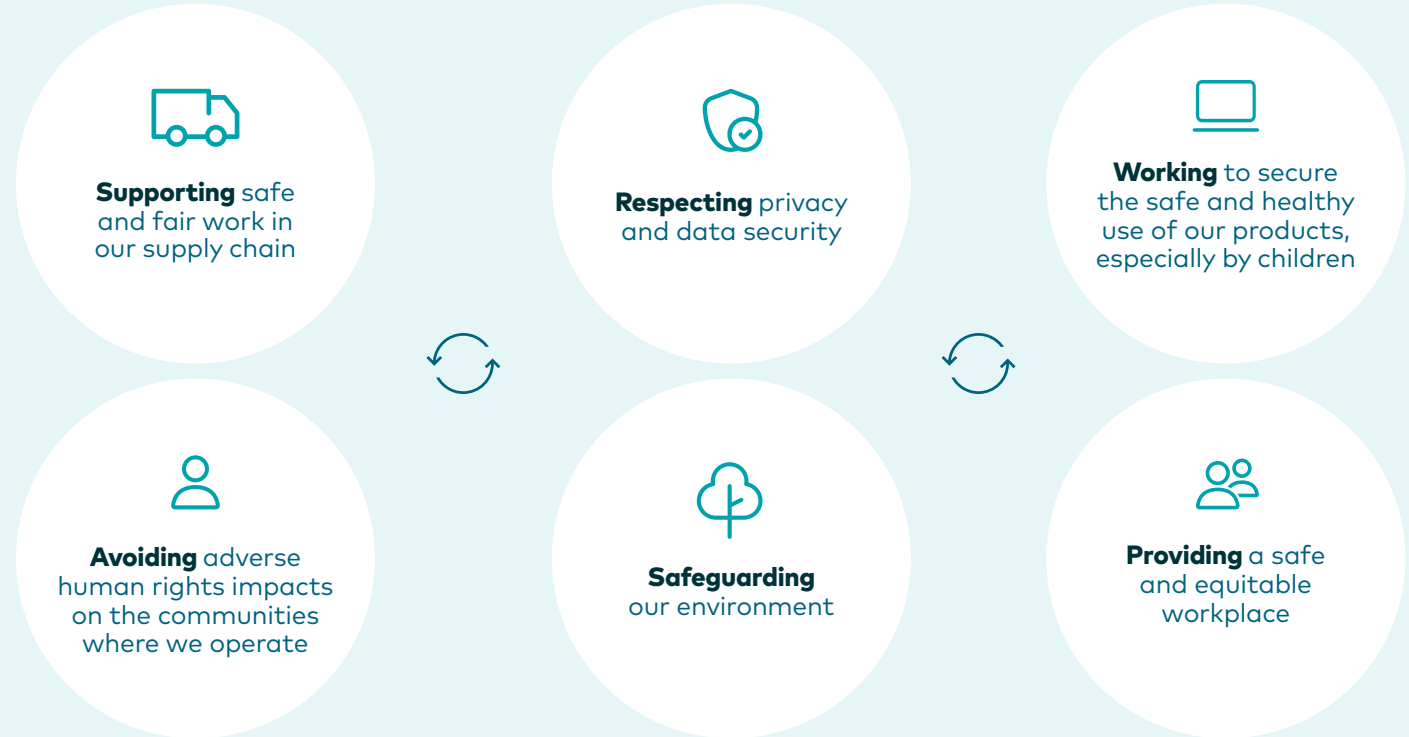 Supporting safe
and fair work in
our supply chain
Respecting privacy
and data security
Working to secure
the safe and healthy
use of our products,
especially by children
Avoiding adverse
human rights impacts
on the communities
where we operate
Safeguarding
our environment
Providing a safe
and equitable
workplace